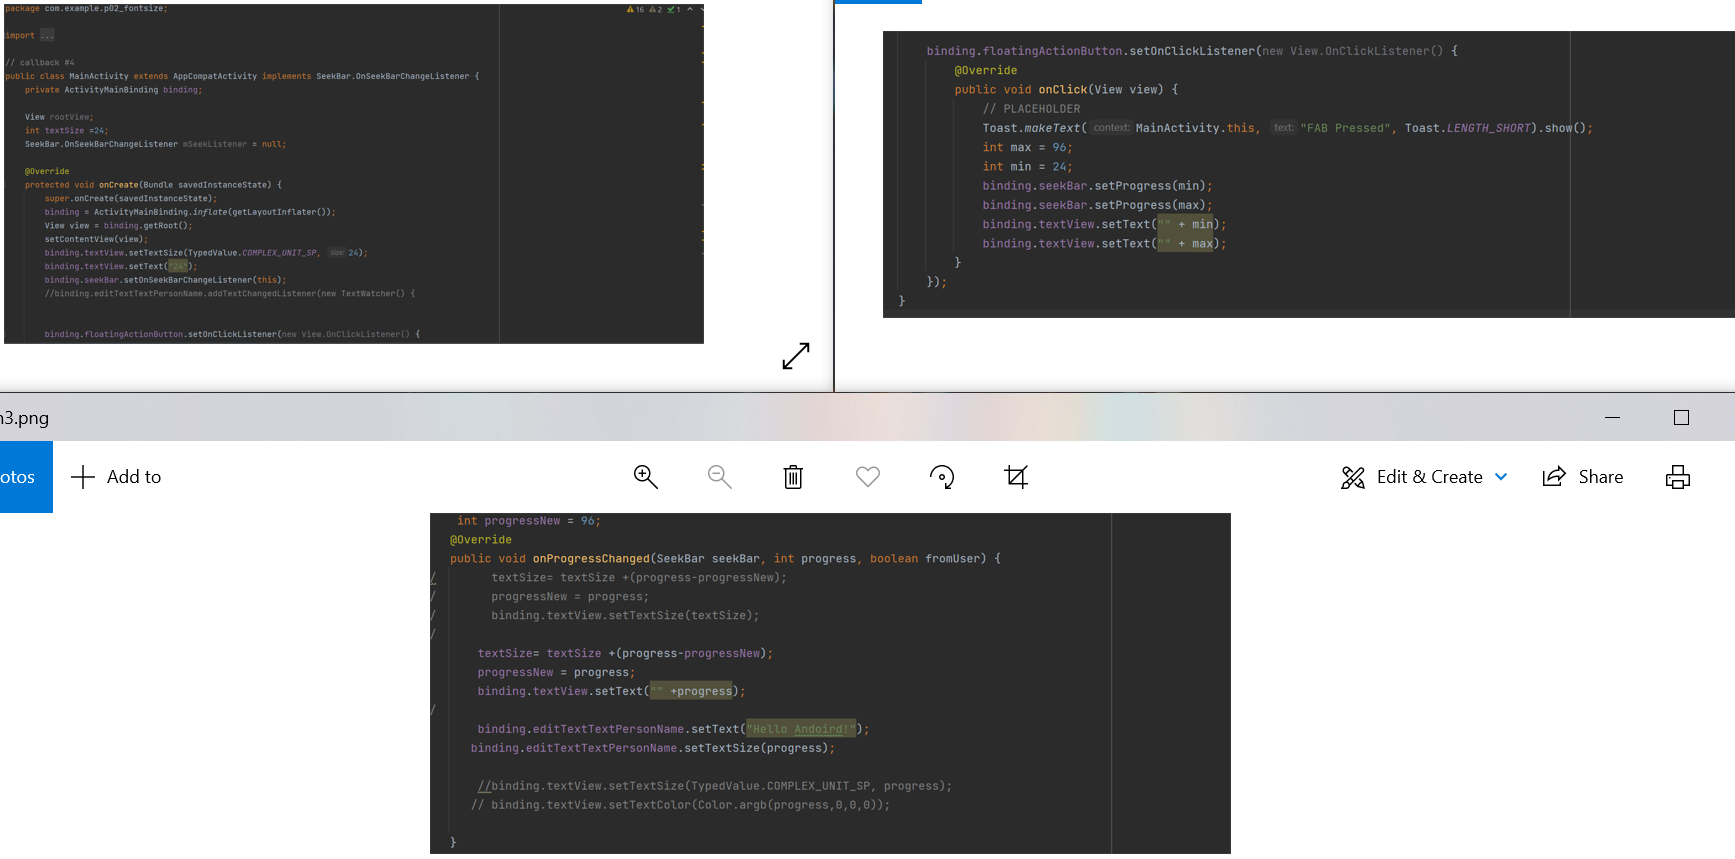 package com.example.p02_fontsize;
16 2 1
import ...
// callback #4
public class MainActivity extends AppCompatActivity implements SeekBar.OnSeekBarChangeListener {
private ActivityMainBinding binding;
View rootView;
int textSize =24;
SeekBar.OnSeekBarChangeListener mSeekListener = null;
@Override
protected void onCreate(Bundle savedInstanceState) {
super.onCreate(savedInstanceState);
binding = ActivityMainBinding.inflate(getLayoutInflater());
View view = binding.getRoot();
setContentView(view);
binding.textView.setTextSize(TypedValue.COMPLEX_UNIT_SP, size: 24);
binding.textView.setText("24");
binding.seekBar.setOnSeekBarChangeListener(this);
//binding.editTextTextPersonName.addTextChangedListener(new TextWatcher() {
binding.floatingActionButton.setOnClickListener(new View.OnClickListener() {
binding.floatingActionButton.setOnClickListener(new View.OnClickListener() {
@Override
public void onClick(View view) {
// PLACEHOLDER
Toast.makeText( context: MainActivity.this, text: "FAB Pressed", Toast.LENGTH_SHORT).show();
int max = 96;
int min = 24;
binding.seekBar.setProgress(min);
binding.seekBar.setProgress(max);
binding.textView.setText("" + min);
binding.textView.setText("" + max);
}
});
}
n3.png
otos
Add to
Edit & Create
Share
int progressNew = 96;
@Override
public void onProgressChanged(SeekBar seekBar, int progress, boolean fromUser) {
/ textSize= textSize +(progress-progressNew);
/ progressNew = progress;
/ binding.textView.setTextSize(textSize);
/
textSize= textSize +(progress-progressNew);
progressNew = progress;
binding.textView.setText("" +progress);
/
binding.editTextTextPersonName.setText("Hello Andoird!");
binding.editTextTextPersonName.setTextSize(progress);
//binding.textView.setTextSize(TypedValue.COMPLEX_UNIT_SP, progress);
// binding.textView.setTextColor(Color.argb(progress,0,0,0));
}